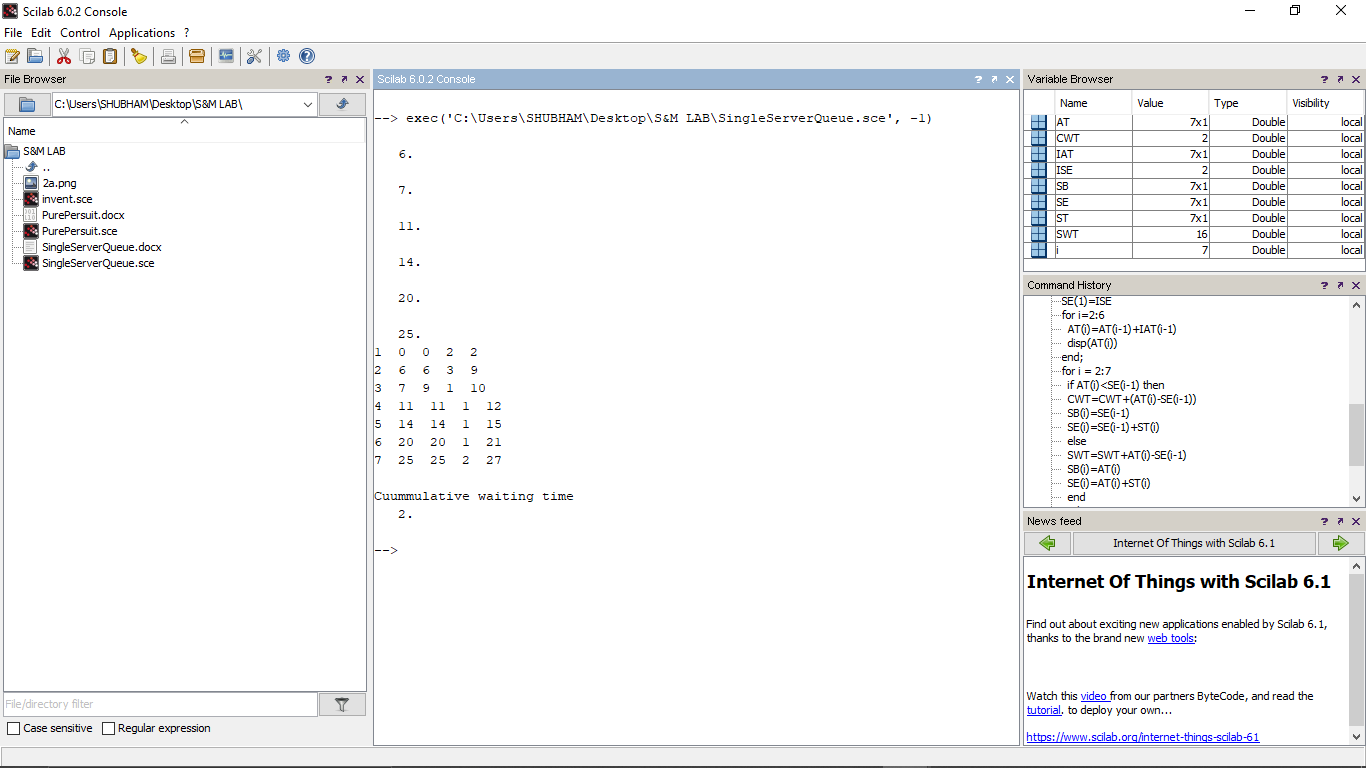 Scilab 6.0.2 Console
File Edit Control Applications ?
File Browser
C:\Users\SHUBHAM\Desktop\S&M LAB\
Name
S&M LAB
..
2a.png
invent.sce
PurePersuit.docx
PurePersuit.sce
SingleServerQueue.docx
SingleServerQueue.sce
File/directory filter
Case sensitive Regular expression
Scilab 6.0.2 Console
--> exec('C:\Users\SHUBHAM\Desktop\S&M LAB\SingleServerQueue.sce', -1)
6.
7.
11.
14.
20.
25.
1 0 0 2 2
2 6 6 3 9
3 7 9 1 10
4 11 11 1 12
5 14 14 1 15
6 20 20 1 21
7 25 25 2 27
Cuummulative waiting time
2.
-->
Variable Browser
Name Value Type Visibility
AT 7x1 Double local
CWT 2 Double local
IAT 7x1 Double local
ISE 2 Double local
SB 7x1 Double local
SE 7x1 Double local
ST 7x1 Double local
SWT 16 Double local
i 7 Double local
Command History
SE(1)=ISE
for i=2:6
AT(i)=AT(i-1)+IAT(i-1)
disp(AT(i))
end;
for i = 2:7
if AT(i)<SE(i-1) then
CWT=CWT+(AT(i)-SE(i-1))
SB(i)=SE(i-1)
SE(i)=SE(i-1)+ST(i)
else
SWT=SWT+AT(i)-SE(i-1)
SB(i)=AT(i)
SE(i)=AT(i)+ST(i)
end
News feed
Internet Of Things with Scilab 6.1
Internet Of Things with Scilab 6.1
Find out about exciting new applications enabled by Scilab 6.1,
thanks to the brand new web tools:
Watch this video from our partners ByteCode, and read the
tutorial. to deploy your own...
https://www.scilab.org/internet-things-scilab-61